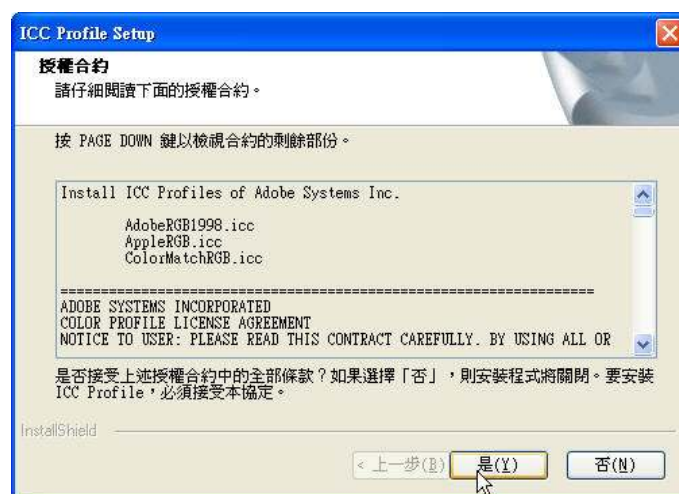 ICC Profile Setup
授權合約
請仔細閱讀下面的授權合約。
按 PAGE DOWN 鍵以檢視合約的剩餘部份。
Install ICC Profiles of Adobe Systems Inc.
AdobeRGB1998.icc
AppleRGB.icc
ColorMatchRGB.icc
==================================================================
ADOBE SYSTEMS INCORPORATED
COLOR PROFILE LICENSE AGREEMENT
NOTICE TO USER: PLEASE READ THIS CONTRACT CAREFULLY. BY USING ALL OR
是否接受上述授權合約中的全部條款？如果選擇「否」，則安裝程式將關閉。要安裝
ICC Profile，必須接受本協定。
InstallShield
< 上一步(B) 是(Y) 否(N)